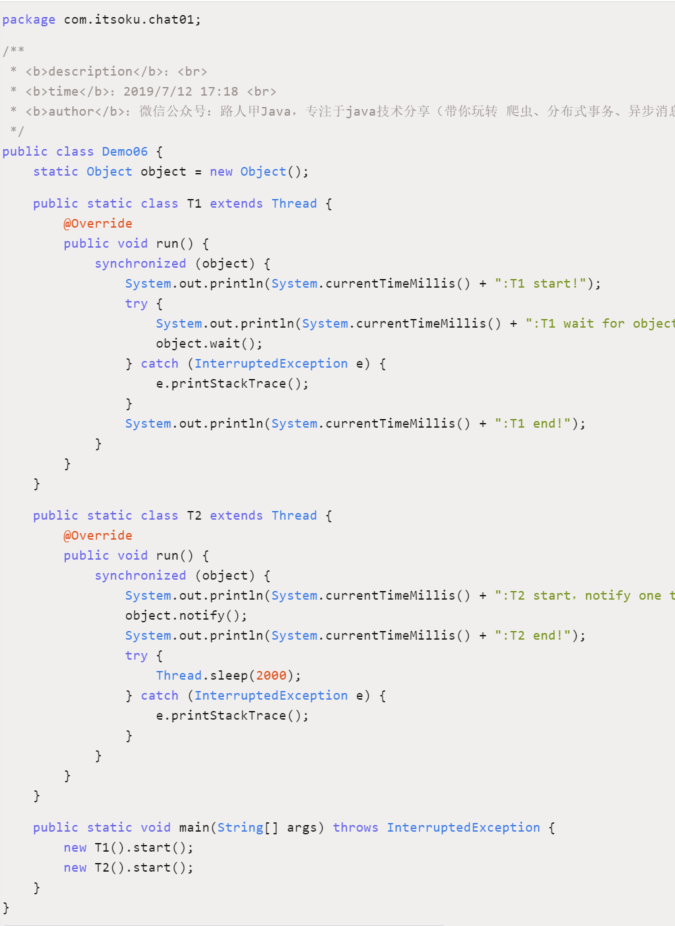 package com.itsoku.chat01;
/**
 * <b>description</b>：<br>
 * <b>time</b>：2019/7/12 17:18 <br>
 * <b>author</b>：微信公众号：路人甲Java，专注于java技术分享（带你玩转 爬虫、分布式事务、异步消息
 */
public class Demo06 {
    static Object object = new Object();
    public static class T1 extends Thread {
        @Override
        public void run() {
            synchronized (object) {
                System.out.println(System.currentTimeMillis() + ":T1 start!");
                try {
                    System.out.println(System.currentTimeMillis() + ":T1 wait for object
                    object.wait();
                } catch (InterruptedException e) {
                    e.printStackTrace();
                }
                System.out.println(System.currentTimeMillis() + ":T1 end!");
            }
        }
    }
    public static class T2 extends Thread {
        @Override
        public void run() {
            synchronized (object) {
                System.out.println(System.currentTimeMillis() + ":T2 start，notify one t
                object.notify();
                System.out.println(System.currentTimeMillis() + ":T2 end!");
                try {
                    Thread.sleep(2000);
                } catch (InterruptedException e) {
                    e.printStackTrace();
                }
            }
        }
    }
    public static void main(String[] args) throws InterruptedException {
        new T1().start();
        new T2().start();
    }
}